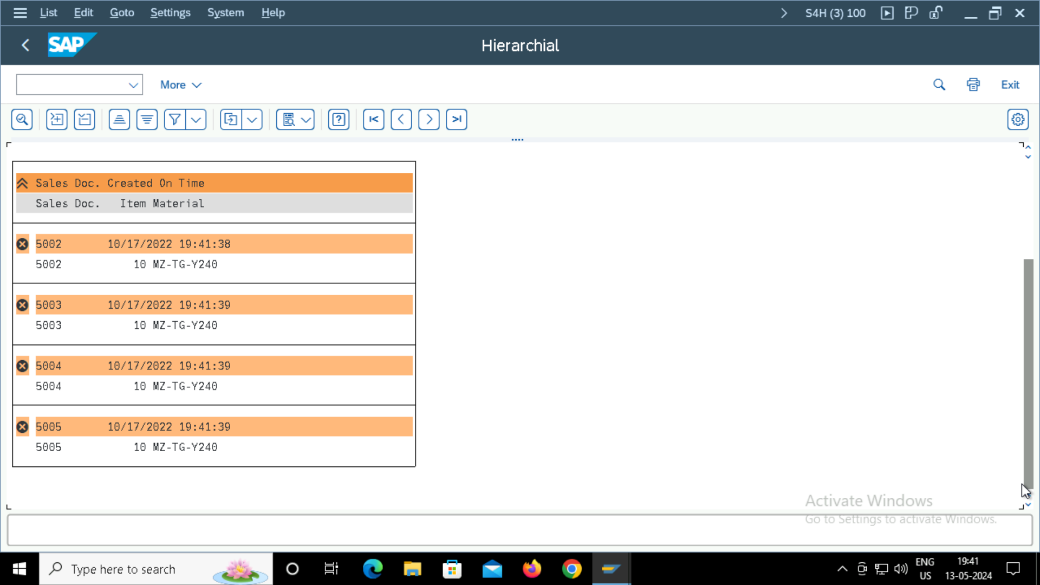 List Edit Goto Settings System Help S4H (3) 100
SAP Hierarchial
More Exit
Sales Doc. Created On Time
Sales Doc. Item Material
5002 10/17/2022 19:41:38
5002 10 MZ-TG-Y240
5003 10/17/2022 19:41:39
5003 10 MZ-TG-Y240
5004 10/17/2022 19:41:39
5004 10 MZ-TG-Y240
5005 10/17/2022 19:41:39
5005 10 MZ-TG-Y240
Activate Windows
Go to Settings to activate Windows.
Type here to search
ENG 19:41
US 13-05-2024